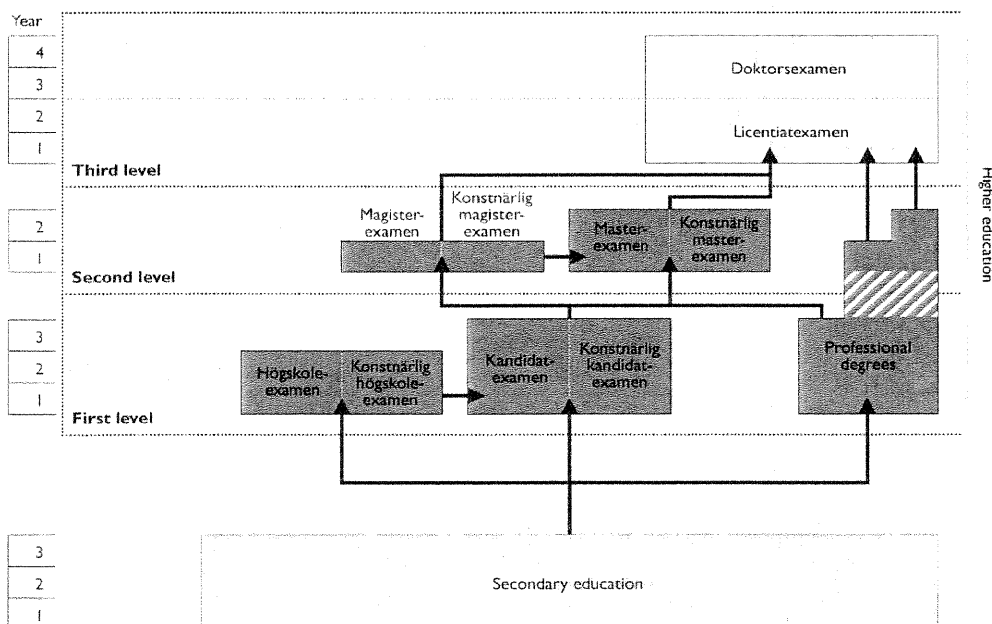 Year
4
3
2
1
Doktorsexamen
Licentiatexamen
Third level
2
1
Magister-
examen
Konstnärlig
magister-
examen
Master-
examen
Konstnärlig
master-
examen
Second level
3
2
1
Högskole-
examen
Konstnärlig
högskole-
examen
Kandidat-
examen
Konstnärlig
kandidat-
examen
Professional
degrees
First level
Higher education
3
2
1
Secondary education